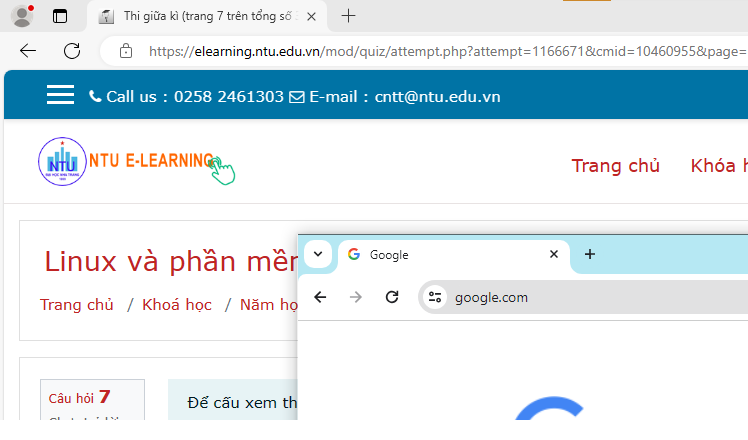 Thi giữa kì (trang 7 trên tổng số
https://elearning.ntu.edu.vn/mod/quiz/attempt.php?attempt=1166671&cmid=10460955&page=
Call us : 0258 2461303 E-mail : cntt@ntu.edu.vn
NTU
NTU E-LEARNING
Trang chủ Khóa
Linux và phần mềm
Trang chủ / Khoá học / Năm họ
Google
google.com
Câu hỏi 7
Để cấu xem th